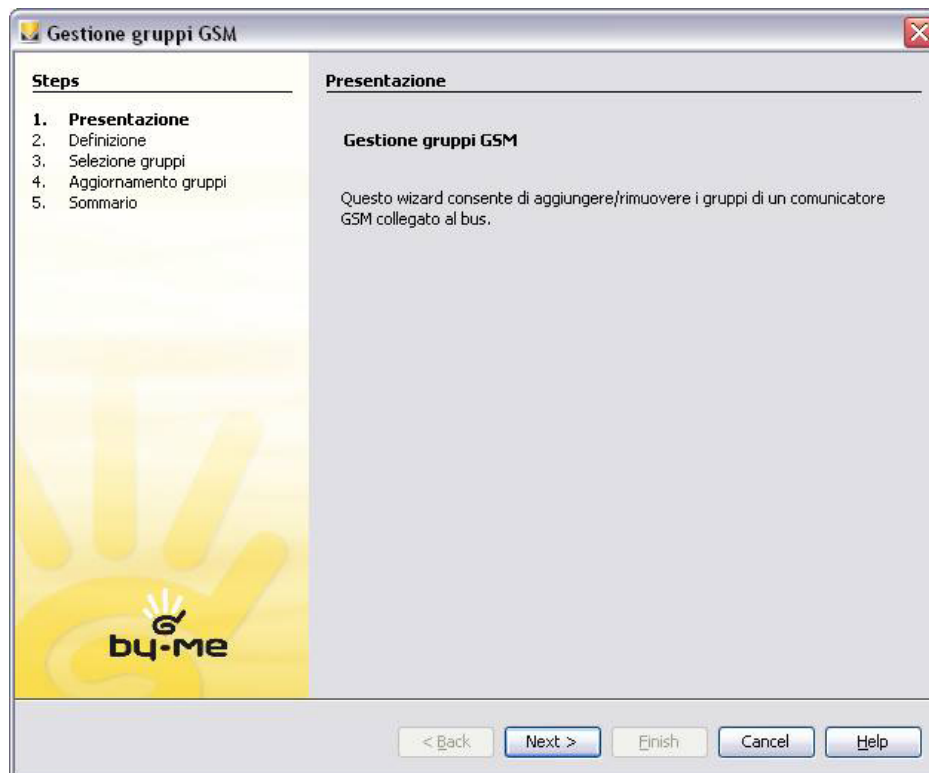 Gestione gruppi GSM
Steps
1. Presentazione
2. Definizione
3. Selezione gruppi
4. Aggiornamento gruppi
5. Sommario
by-me
Presentazione
Gestione gruppi GSM
Questo wizard consente di aggiungere/rimuovere i gruppi di un comunicatore
GSM collegato al bus.
< Back
Next >
Finish
Cancel
Help